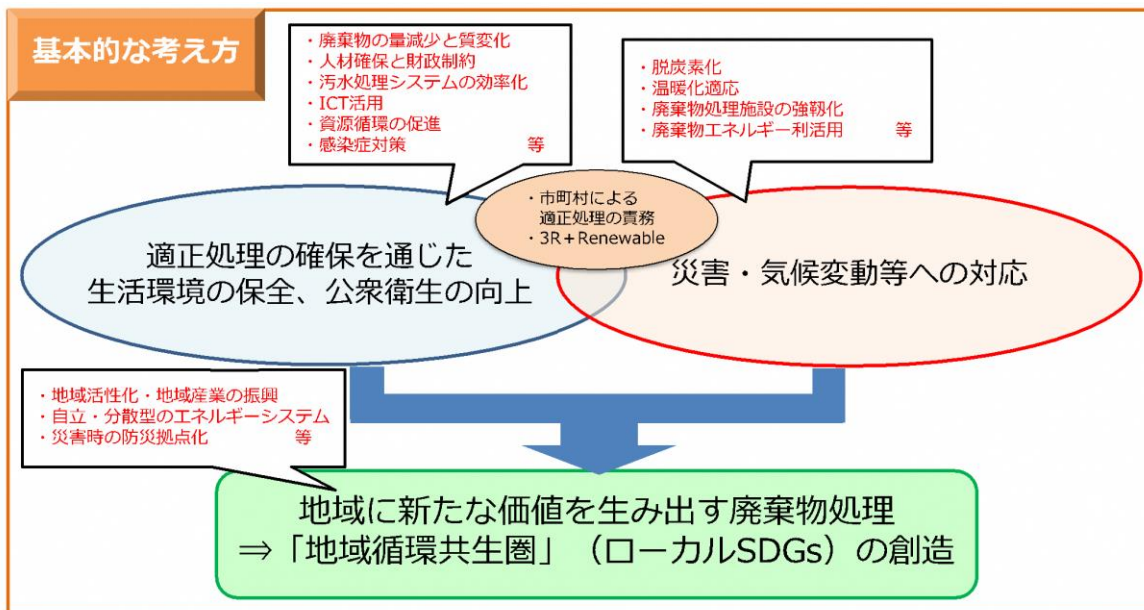 基本的な考え方
・廃棄物の量減少と質変化
・人材確保と財政制約
・汚水処理システムの効率化
・ICT活用
・資源循環の促進
・感染症対策 等
・脱炭素化
・温暖化適応
・廃棄物処理施設の強靱化
・廃棄物エネルギー利活用 等
・市町村による
適正処理の責務
・3R+Renewable
適正処理の確保を通じた
生活環境の保全、公衆衛生の向上
災害・気候変動等への対応
・地域活性化・地域産業の振興
・自立・分散型のエネルギーシステム
・災害時の防災拠点化 等
地域に新たな価値を生み出す廃棄物処理
⇒「地域循環共生圏」（ローカルSDGs）の創造